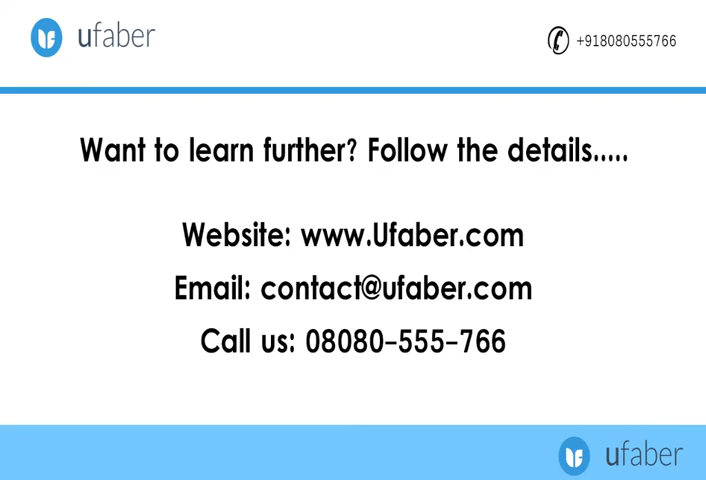 ufaber
+918080555766
Want to learn further? Follow the details.....
Website: www.Ufaber.com
Email: contact@ufaber.com
Call us: 08080-555-766
ufaber